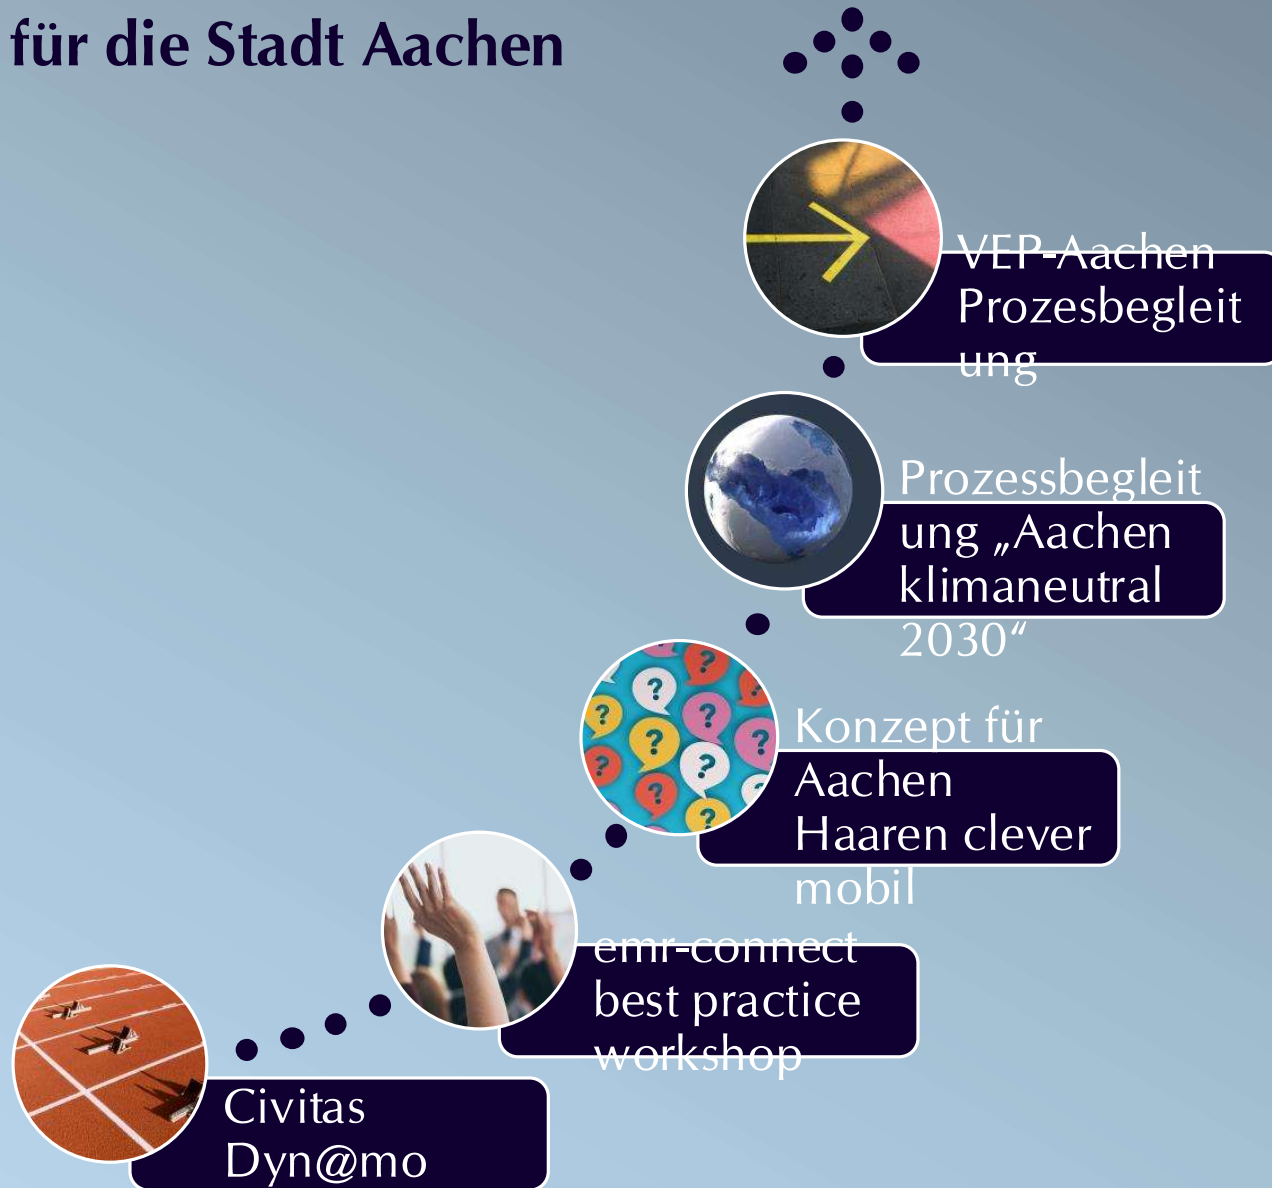 für die Stadt Aachen
VEP-Aachen
Prozesbegleit
ung
Prozessbegleit
ung „Aachen
klimaneutral
2030“
Konzept für
Aachen
Haaren clever
mobil
emr-connect
best practice
workshop
Civitas
Dyn@mo